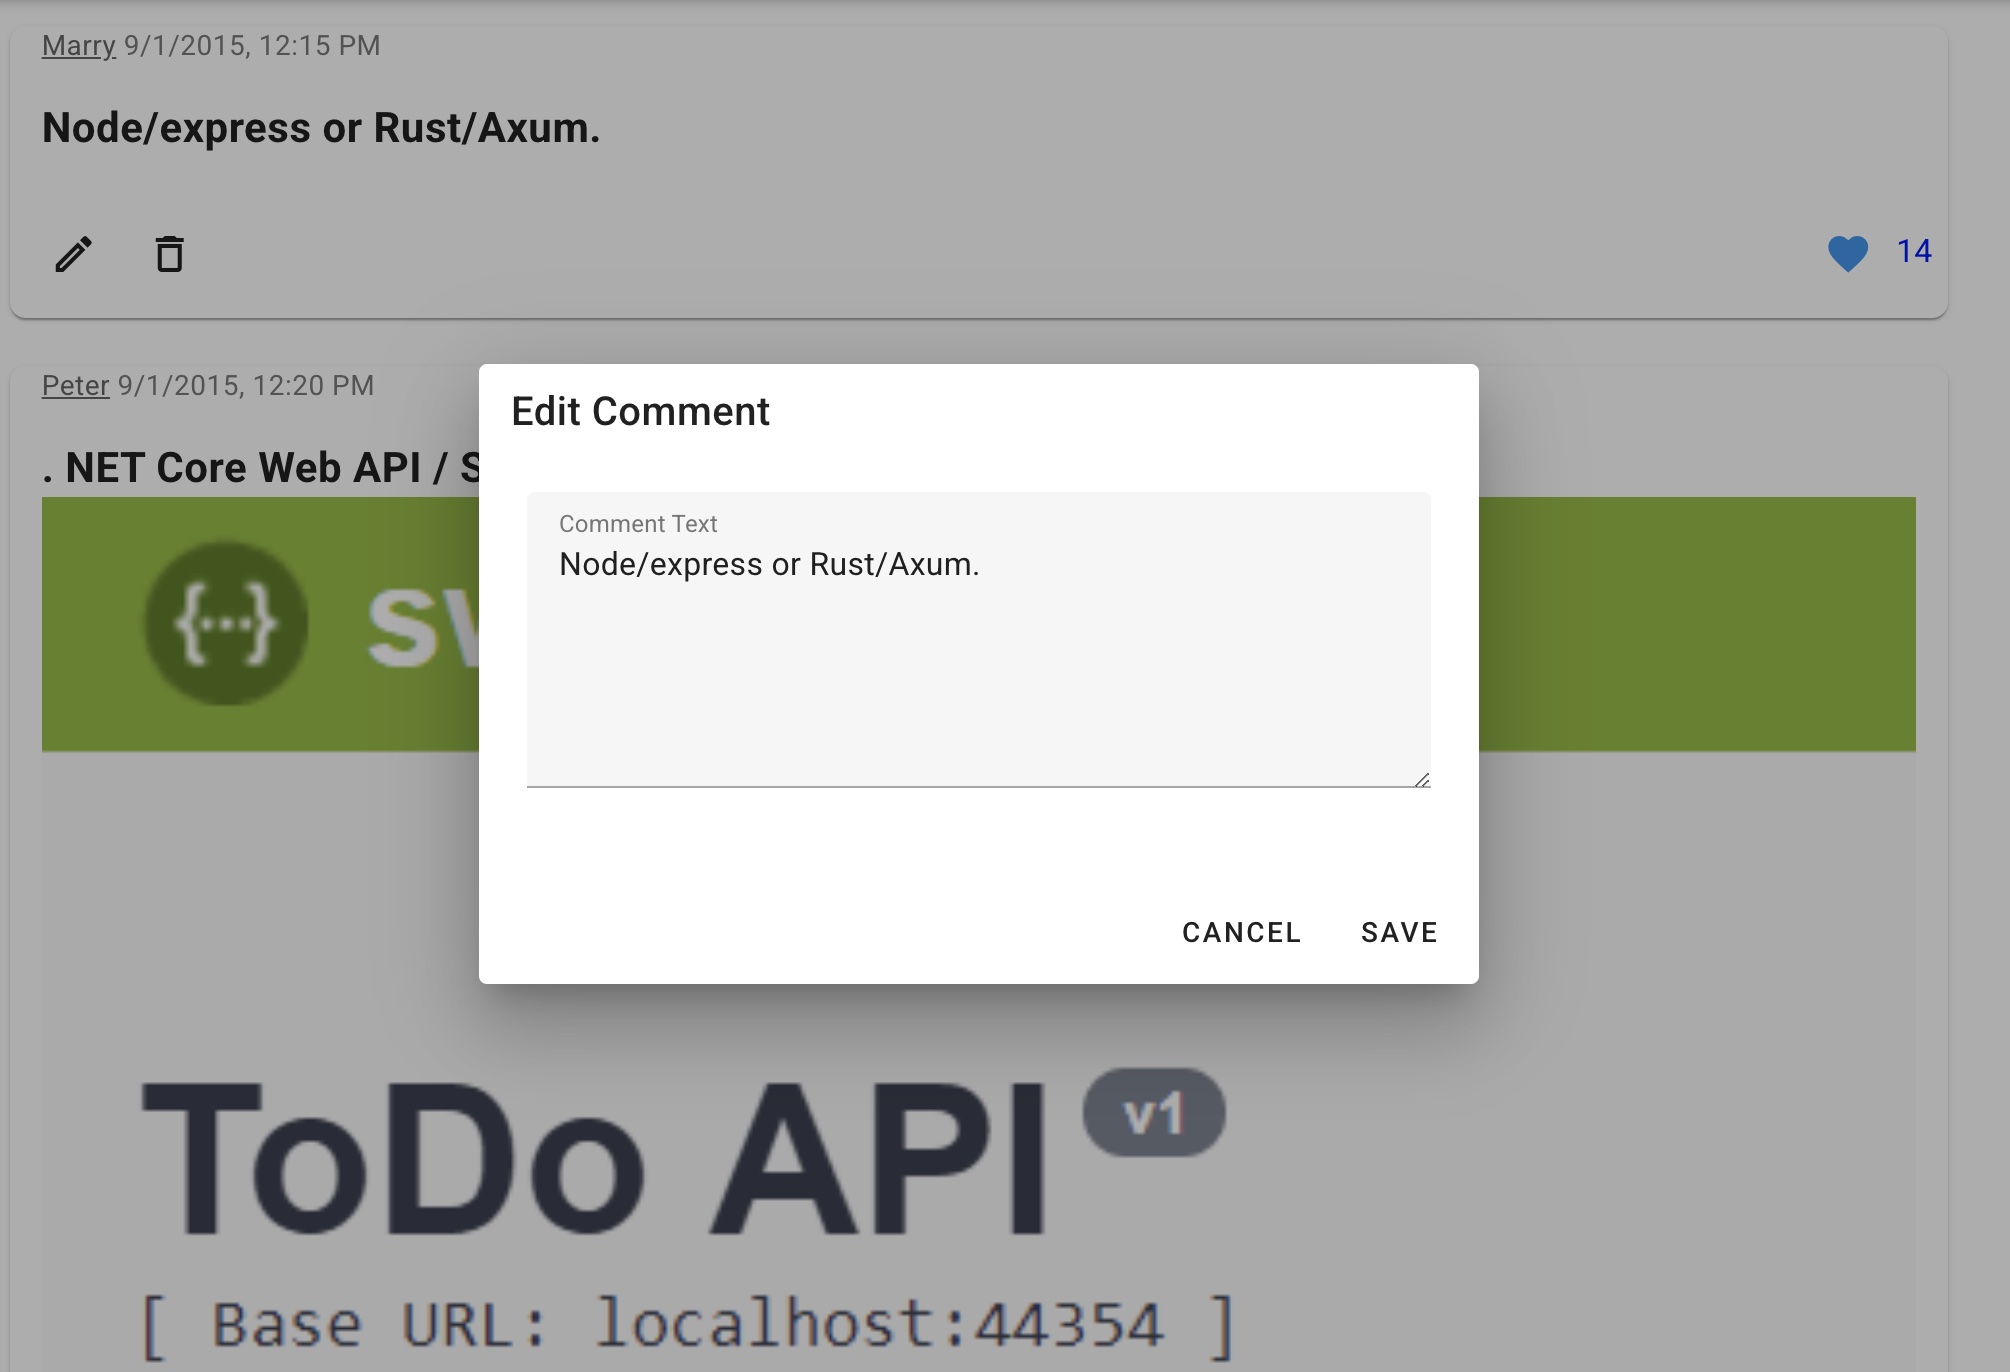 Marry 9/1/2015, 12:15 PM
Node/express or Rust/Axum.
14
Peter 9/1/2015, 12:20 PM
. NET Core Web API /
Edit Comment
Comment Text
Node/express or Rust/Axum.
CANCEL SAVE
{···}
ToDo API v1
[ Base URL: localhost:44354 ]